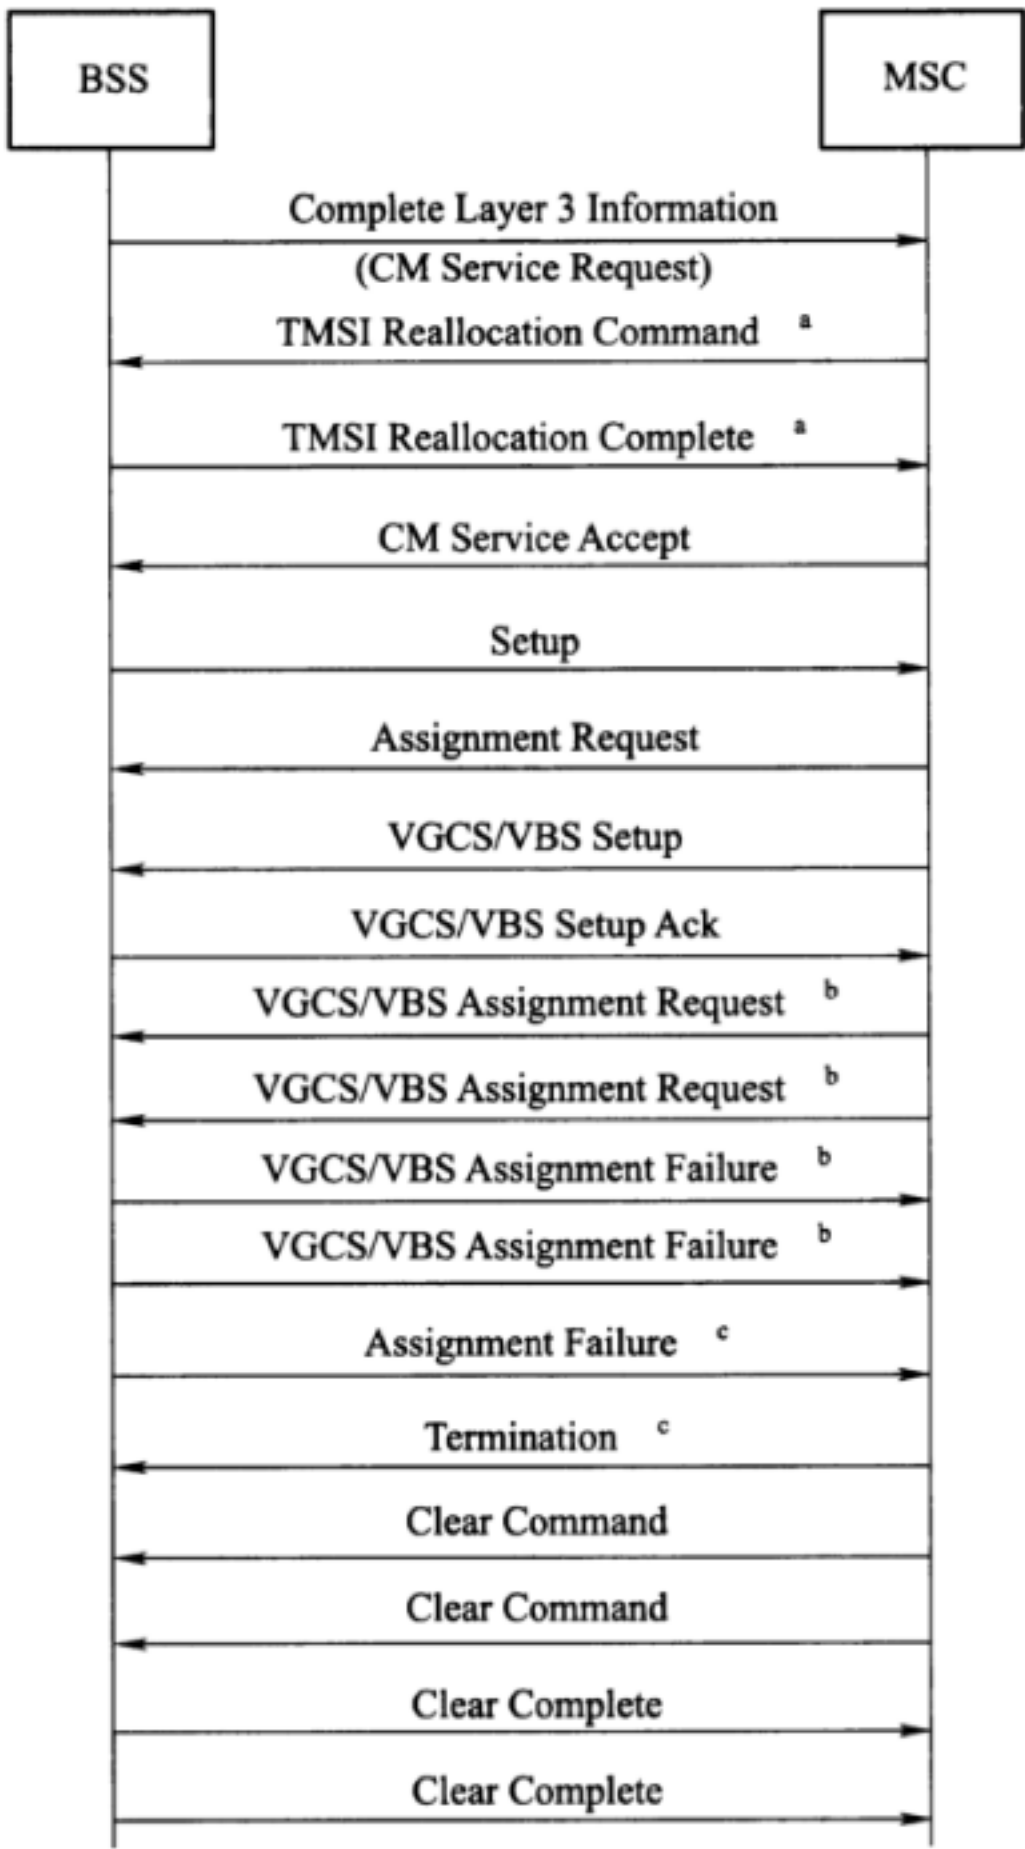 BSS
MSC
Complete Layer 3 Information
(CM Service Request)
TMSI Reallocation Command a
TMSI Reallocation Complete a
CM Service Accept
Setup
Assignment Request
VGCS/VBS Setup
VGCS/VBS Setup Ack
VGCS/VBS Assignment Request b
VGCS/VBS Assignment Request b
VGCS/VBS Assignment Failure b
VGCS/VBS Assignment Failure b
Assignment Failure c
Termination c
Clear Command
Clear Command
Clear Complete
Clear Complete